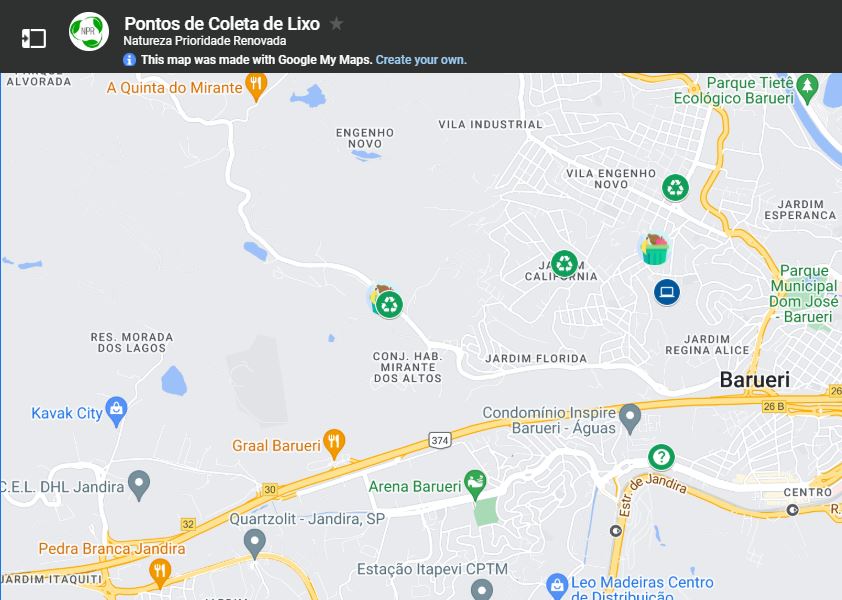 NPR
Pontos de Coleta de Lixo
Natureza Prioridade Renovada
This map was made with Google My Maps. Create your own.
ALVORADA
A Quinta do Mirante
Parque Tietê
Ecológico Barueri
VILA INDUSTRIAL
ENGENHO
NOVO
VILA ENGENHO
NOVO
JARDIM
ESPERANCA
CALIFORNIA
Parque
Municipal
Dom José
- Barueri
RES. MORADA
DOS LAGOS
CONJ. HAB.
MIRANTE
DOS ALTOS
JARDIM FLORIDA
JARDIM
REGINA ALICE
Barueri
26
26 B
Kavak City
Condomínio Inspire
Barueri - Águas
374
Graal Barueri
?
C.E.L. DHL Jandira
30
Arena Barueri
Estr. de Jandira
CENTRO
R.
32
Quartzolit - Jandira, SP
Pedra Branca Jandira
JARDIM ITAQUITI
Estação Itapevi CPTM
Leo Madeiras Centro
de Distribuição